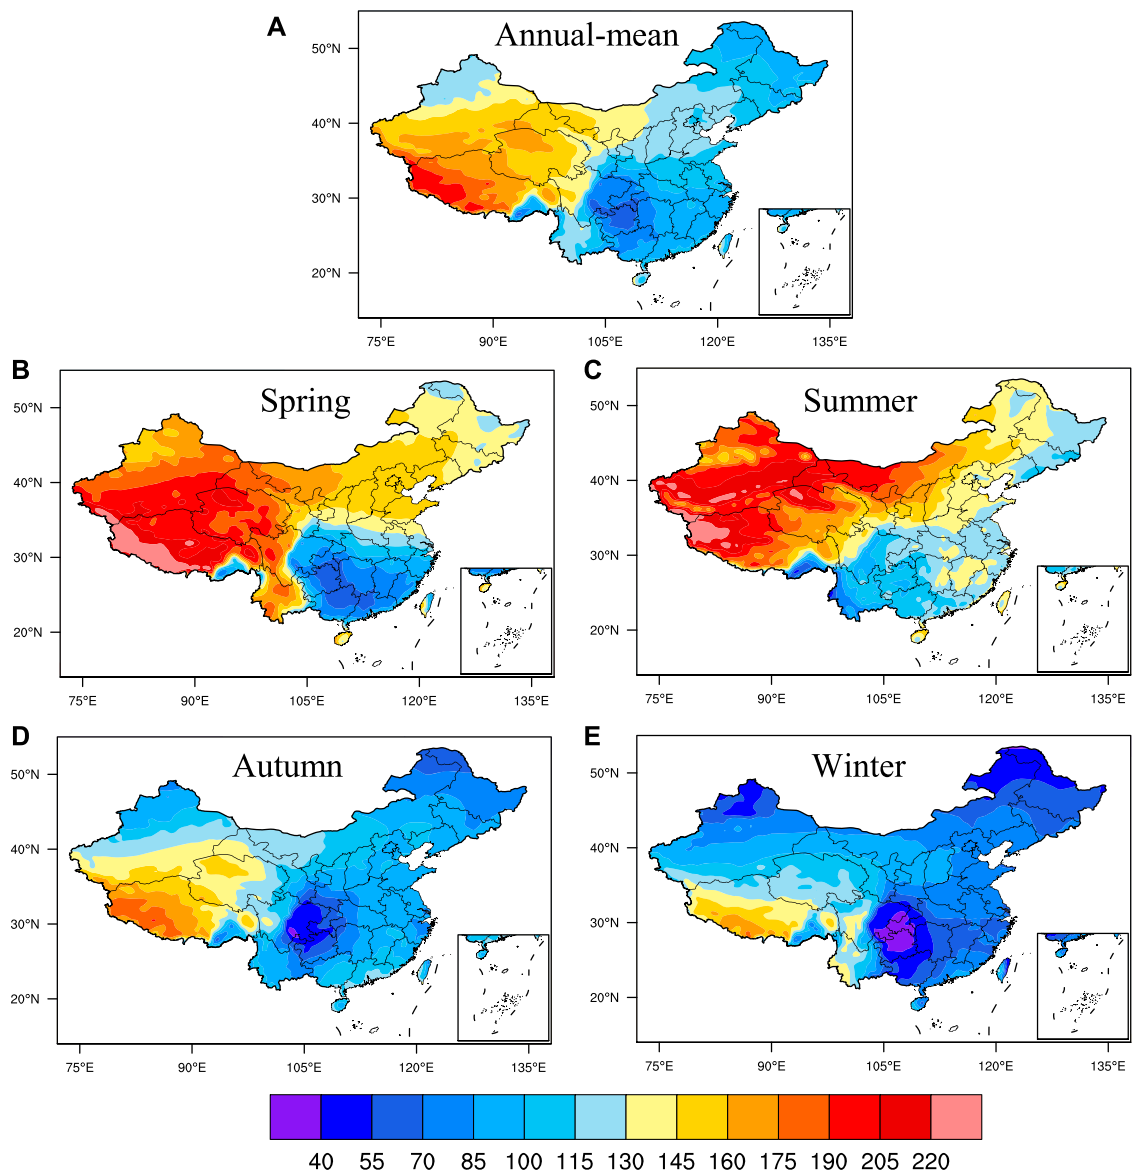 A
Annual-mean
50°N
40°N
30°N
20°N
75°E 90°E 105°E 120°E 135°E
B
Spring
50°N
40°N
30°N
20°N
75°E 90°E 105°E 120°E 135°E
C
Summer
50°N
40°N
30°N
20°N
75°E 90°E 105°E 120°E 135°E
D
Autumn
50°N
40°N
30°N
20°N
75°E 90°E 105°E 120°E 135°E
E
Winter
50°N
40°N
30°N
20°N
75°E 90°E 105°E 120°E 135°E
40 55 70 85 100 115 130 145 160 175 190 205 220